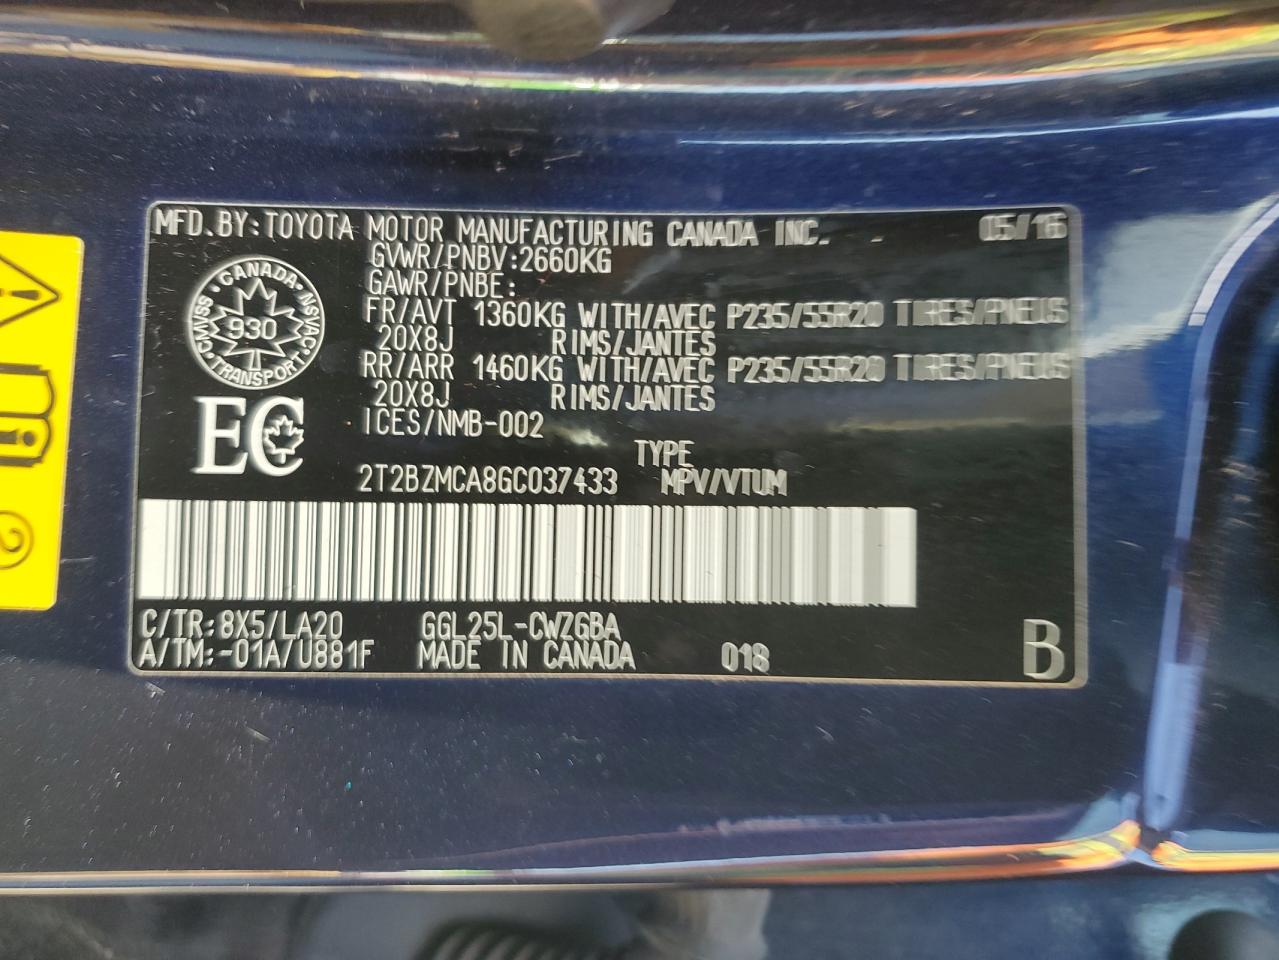 MFD.BY:TOYOTA MOTOR MANUFACTURING CANADA INC. 05/16
GVWR/PNBV:2660KG
GAWR/PNBE:
FR/AVT 1360KG WITH/AVEC P235/55R20 TIRES/PNEUS
20X8J RIMS/JANTES
RR/ARR 1460KG WITH/AVEC P235/55R20 TIRES/PNEUS
20X8J RIMS/JANTES
ICES/NMB-002
CANADA
CMVSS 930 NSVAC
TRANSPORT
EC
TYPE
2T2BZMCA8GC037433 MPV/VTUM
C/TR:8X5/LA20 GGL25L-CWZGBA
A/TM:-01A/U881F MADE IN CANADA 018 B
2